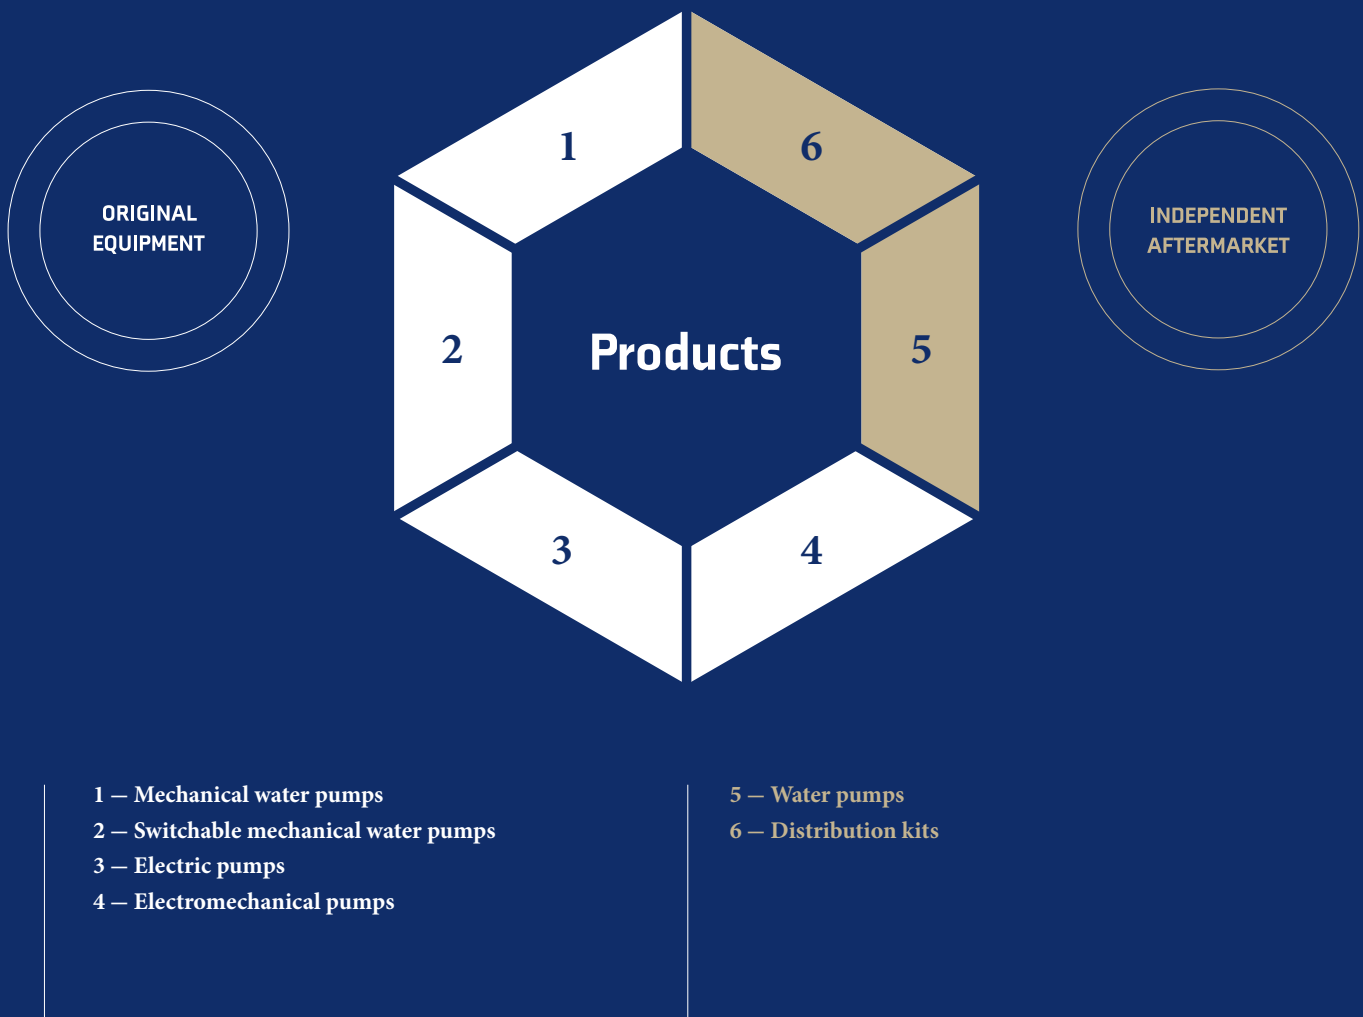 1
6
ORIGINAL
EQUIPMENT
INDEPENDENT
AFTERMARKET
2
Products
5
3
4
1 — Mechanical water pumps
2 — Switchable mechanical water pumps
3 — Electric pumps
4 — Electromechanical pumps
5 — Water pumps
6 — Distribution kits